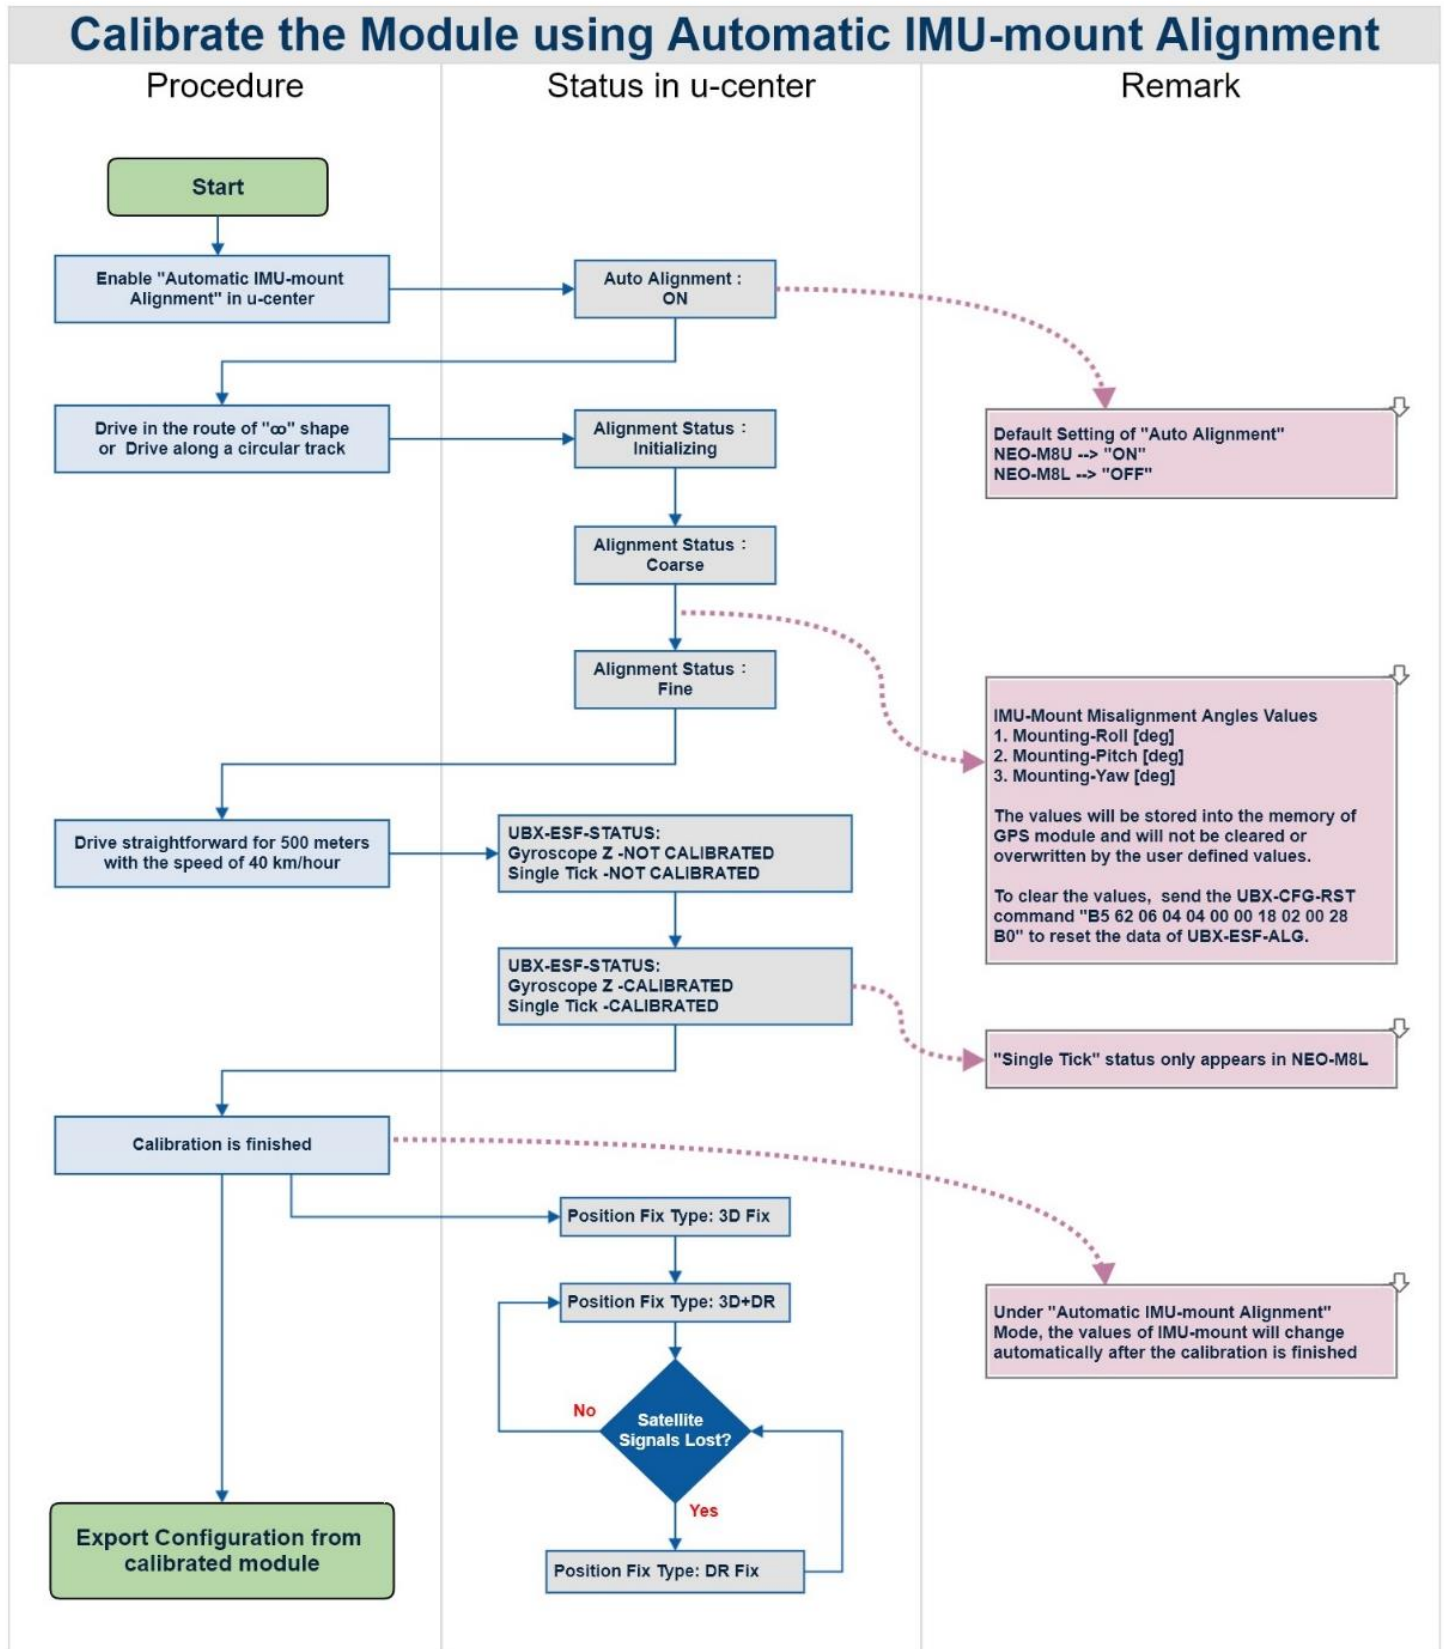 Calibrate the Module using Automatic IMU-mount Alignment
Procedure
Status in u-center
Remark
Start
Enable "Automatic IMU-mount
Alignment" in u-center
Auto Alignment :
ON
Drive in the route of "∞" shape
or Drive along a circular track
Alignment Status :
Initializing
Default Setting of "Auto Alignment"
NEO-M8U --> "ON"
NEO-M8L --> "OFF"
Alignment Status :
Coarse
Alignment Status :
Fine
IMU-Mount Misalignment Angles Values
1. Mounting-Roll [deg]
2. Mounting-Pitch [deg]
3. Mounting-Yaw [deg]
The values will be stored into the memory of
GPS module and will not be cleared or
overwritten by the user defined values.
To clear the values, send the UBX-CFG-RST
command "B5 62 06 04 04 00 00 18 02 00 28
B0" to reset the data of UBX-ESF-ALG.
Drive straightforward for 500 meters
with the speed of 40 km/hour
UBX-ESF-STATUS:
Gyroscope Z -NOT CALIBRATED
Single Tick -NOT CALIBRATED
UBX-ESF-STATUS:
Gyroscope Z -CALIBRATED
Single Tick -CALIBRATED
"Single Tick" status only appears in NEO-M8L
Calibration is finished
Position Fix Type: 3D Fix
Position Fix Type: 3D+DR
Under "Automatic IMU-mount Alignment"
Mode, the values of IMU-mount will change
automatically after the calibration is finished
No
Satellite
Signals Lost?
Yes
Export Configuration from
calibrated module
Position Fix Type: DR Fix